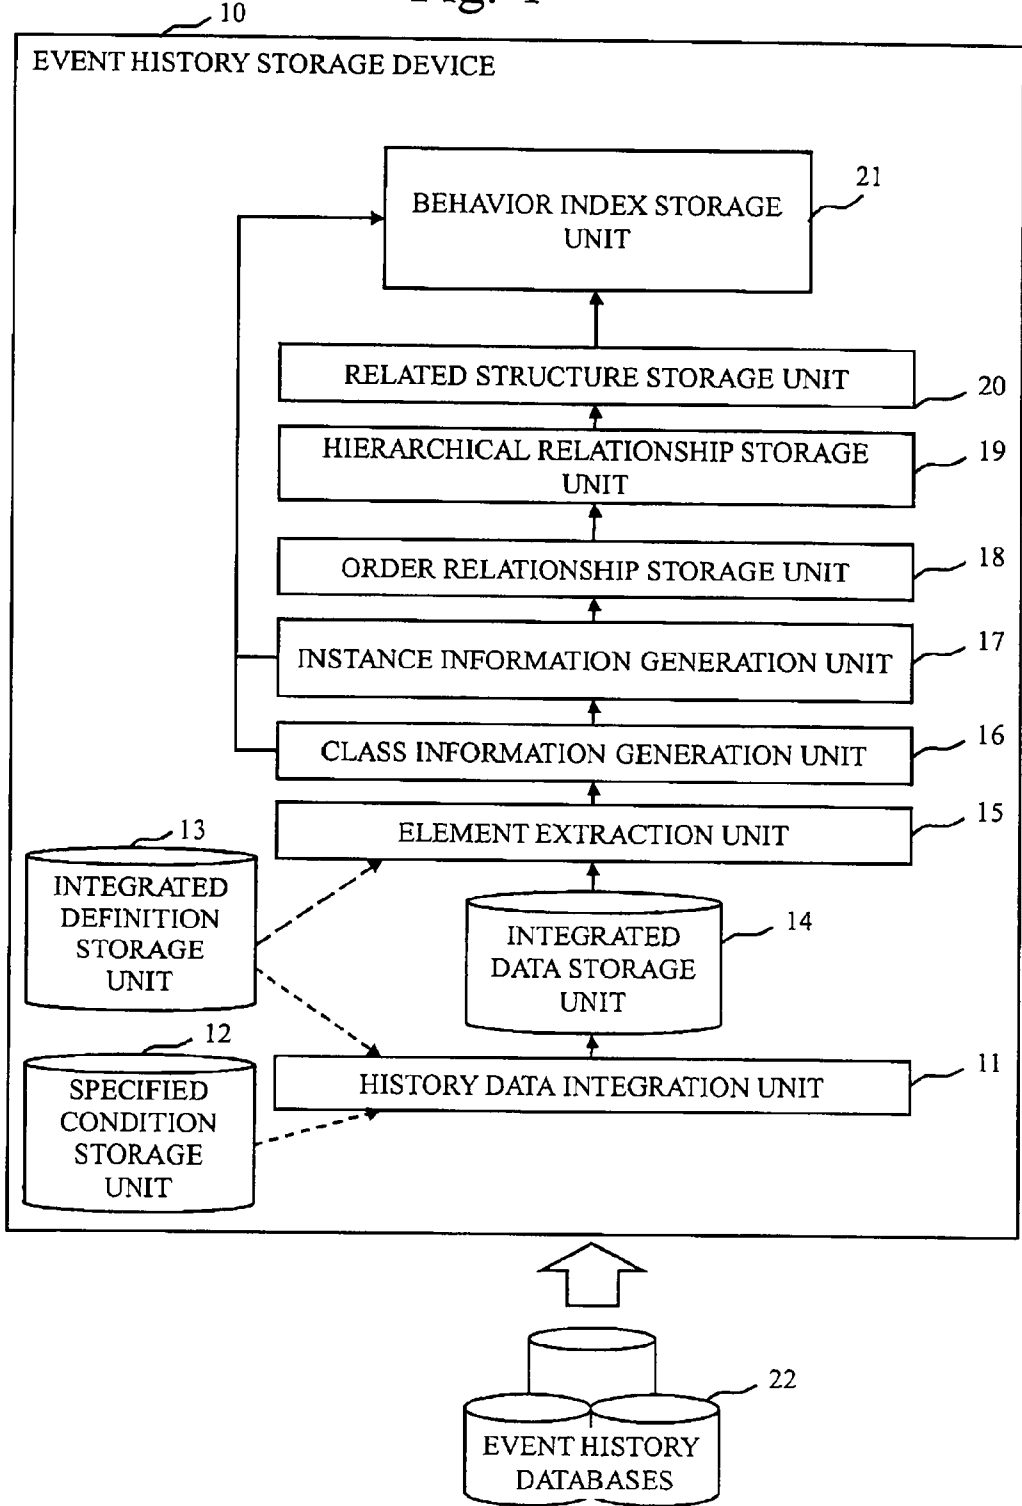 10
EVENT HISTORY STORAGE DEVICE
BEHAVIOR INDEX STORAGE
UNIT
21
RELATED STRUCTURE STORAGE UNIT
20
HIERARCHICAL RELATIONSHIP STORAGE
UNIT
19
ORDER RELATIONSHIP STORAGE UNIT
18
INSTANCE INFORMATION GENERATION UNIT
17
CLASS INFORMATION GENERATION UNIT
16
ELEMENT EXTRACTION UNIT
15
13
INTEGRATED
DEFINITION
STORAGE
UNIT
INTEGRATED
DATA STORAGE
UNIT
14
12
SPECIFIED
CONDITION
STORAGE
UNIT
HISTORY DATA INTEGRATION UNIT
11
EVENT HISTORY
DATABASES
22